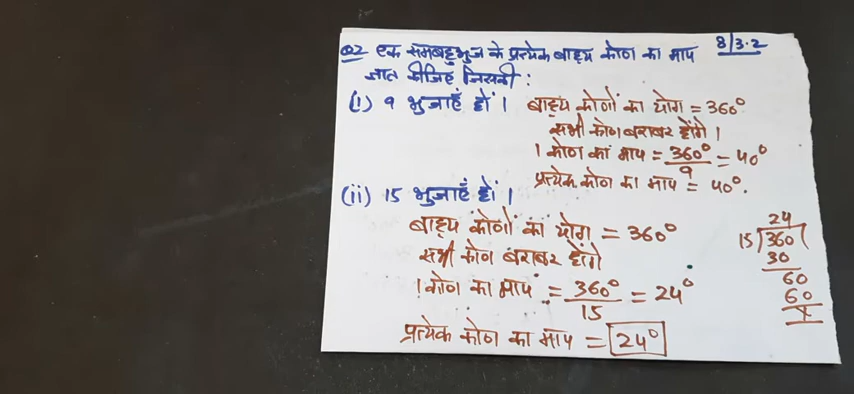 Q2 एक समबहुभुज के प्रत्येक बाह्य कोण का माप 8/3.2
ज्ञात कीजिए जिसकी :
(i) 9 भुजाएँ हों । बाह्य कोणों का योग = 360°
सभी कोण बराबर होंगे ।
1 कोण का माप = 360°/9 = 40°
प्रत्येक कोण का माप = 40°.
(ii) 15 भुजाएँ हों ।
बाह्य कोणों का योग = 360°
सभी कोण बराबर होंगे
1 कोण का माप = 360°/15 = 24°
प्रत्येक कोण का माप = 24°
24
15)360(
30
60
60
x